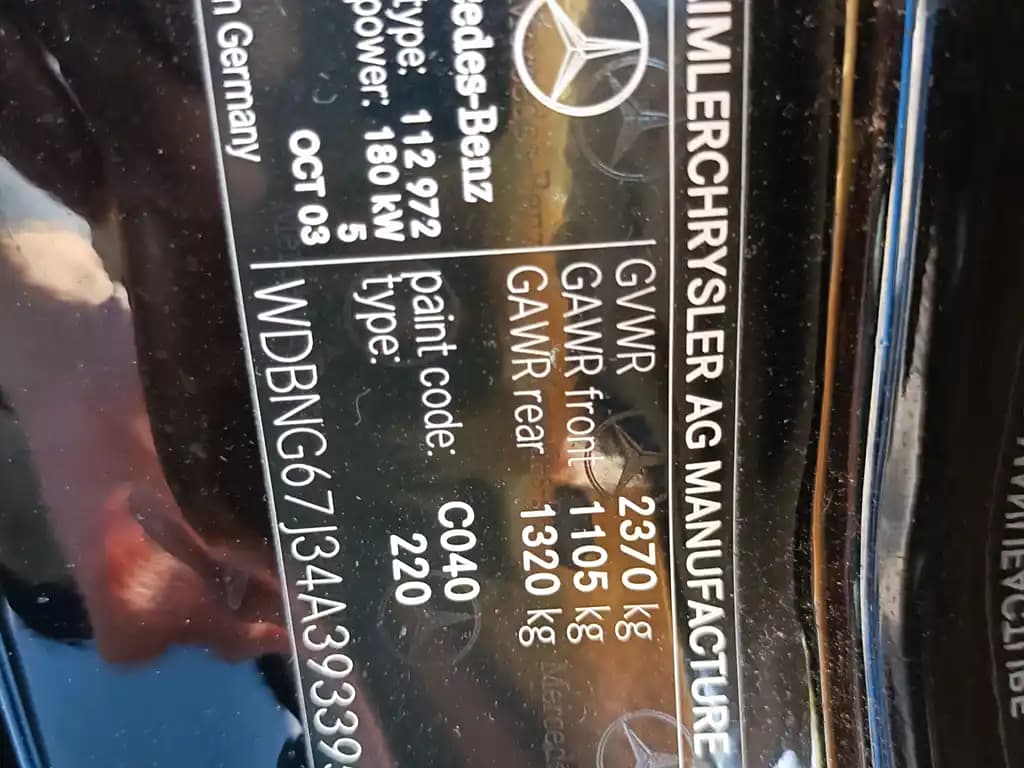 AIMLERCHRYSLER AG MANUFACTURE
GVWR 2370 kg
GAWR front 1105 kg
GAWR rear 1320 kg
edes-Benz
type: 112 972
paint code: C040
power: 180 kW
type: 220
5
OCT 03
WDBNG67J34A39339
n Germany